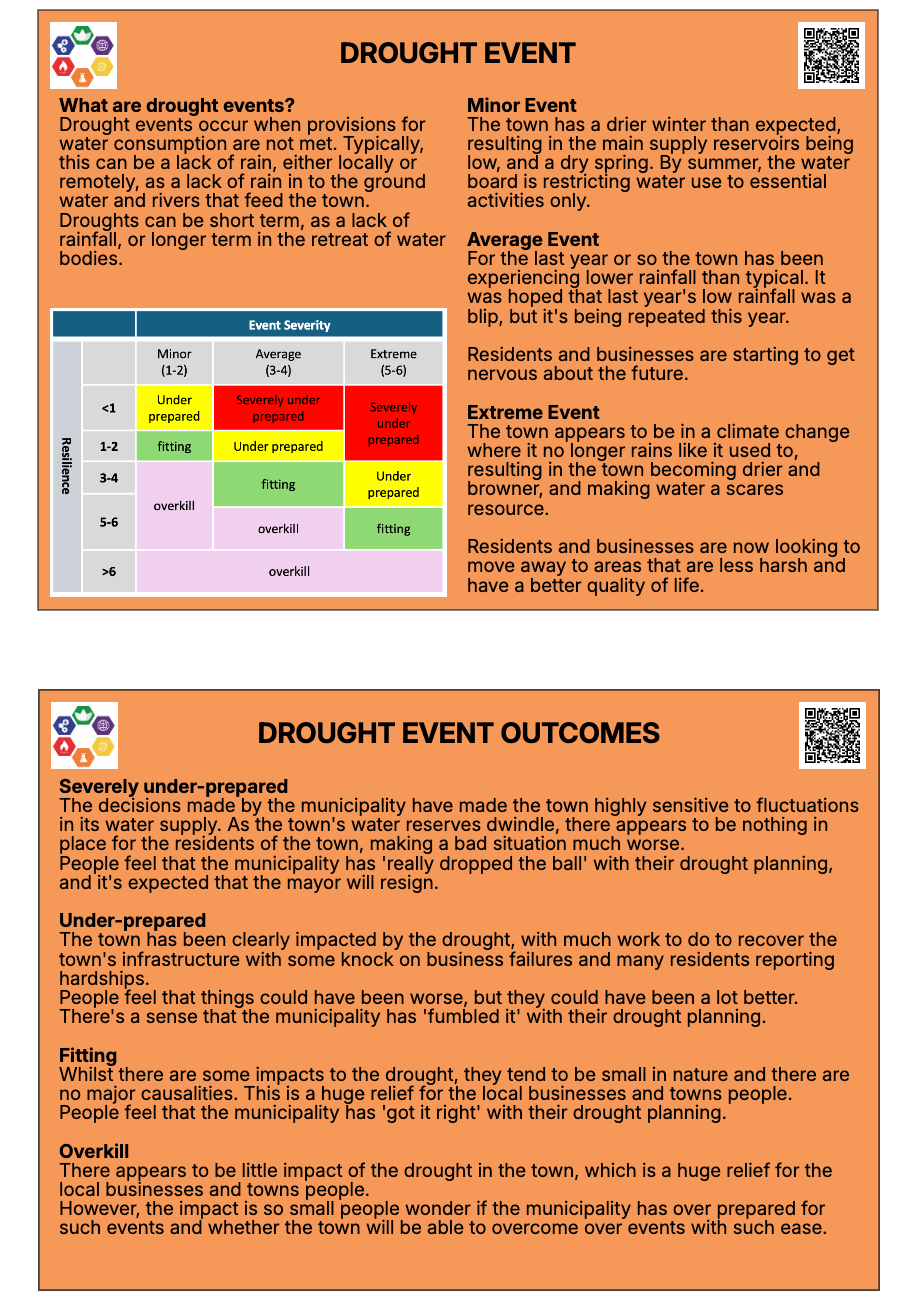 DROUGHT EVENT
What are drought events?
Drought events occur when provisions for
water consumption are not met. Typically,
this can be a lack of rain, either locally or
remotely, as a lack of rain in to the ground
water and rivers that feed the town.
Droughts can be short term, as a lack of
rainfall, or longer term in the retreat of water
bodies.
Event Severity
Minor
(1-2)
Average
(3-4)
Extreme
(5-6)
Resilience
<1
Under
prepared
Severely under
prepared
Severely
under
prepared
1-2
fitting
Under prepared
3-4
overkill
fitting
Under
prepared
5-6
overkill
fitting
>6
overkill
Minor Event
The town has a drier winter than expected,
resulting in the main supply reservoirs being
low, and a dry spring. By summer, the water
board is restricting water use to essential
activities only.
Average Event
For the last year or so the town has been
experiencing lower rainfall than typical. It
was hoped that last year's low rainfall was a
blip, but it's being repeated this year.
Residents and businesses are starting to get
nervous about the future.
Extreme Event
The town appears to be in a climate change
where it no longer rains like it used to,
resulting in the town becoming drier and
browner, and making water a scares
resource.
Residents and businesses are now looking to
move away to areas that are less harsh and
have a better quality of life.
DROUGHT EVENT OUTCOMES
Severely under-prepared
The decisions made by the municipality have made the town highly sensitive to fluctuations
in its water supply. As the town's water reserves dwindle, there appears to be nothing in
place for the residents of the town, making a bad situation much worse.
People feel that the municipality has 'really dropped the ball' with their drought planning,
and it's expected that the mayor will resign.
Under-prepared
The town has been clearly impacted by the drought, with much work to do to recover the
town's infrastructure with some knock on business failures and many residents reporting
hardships.
People feel that things could have been worse, but they could have been a lot better.
There's a sense that the municipality has 'fumbled it' with their drought planning.
Fitting
Whilst there are some impacts to the drought, they tend to be small in nature and there are
no major causalities. This is a huge relief for the local businesses and towns people.
People feel that the municipality has 'got it right' with their drought planning.
Overkill
There appears to be little impact of the drought in the town, which is a huge relief for the
local businesses and towns people.
However, the impact is so small people wonder if the municipality has over prepared for
such events and whether the town will be able to overcome over events with such ease.